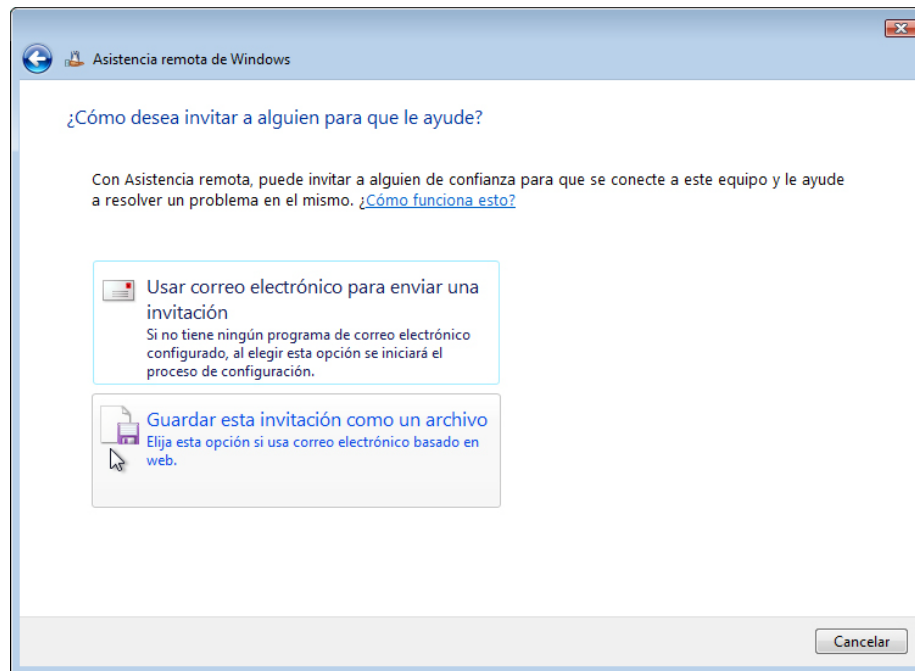 Asistencia remota de Windows
¿Cómo desea invitar a alguien para que le ayude?
Con Asistencia remota, puede invitar a alguien de confianza para que se conecte a este equipo y le ayude
a resolver un problema en el mismo. ¿Cómo funciona esto?
Usar correo electrónico para enviar una
invitación
Si no tiene ningún programa de correo electrónico
configurado, al elegir esta opción se iniciará el
proceso de configuración.
Guardar esta invitación como un archivo
Elija esta opción si usa correo electrónico basado en
web.
Cancelar